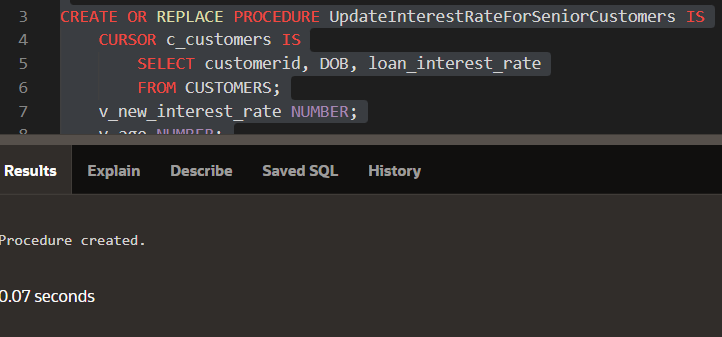 3 CREATE OR REPLACE PROCEDURE UpdateInterestRateForSeniorCustomers IS
4 CURSOR c_customers IS
5 SELECT customerid, DOB, loan_interest_rate
6 FROM CUSTOMERS;
7 v_new_interest_rate NUMBER;
8 v_age NUMBER;
Results Explain Describe Saved SQL History
Procedure created.
0.07 seconds